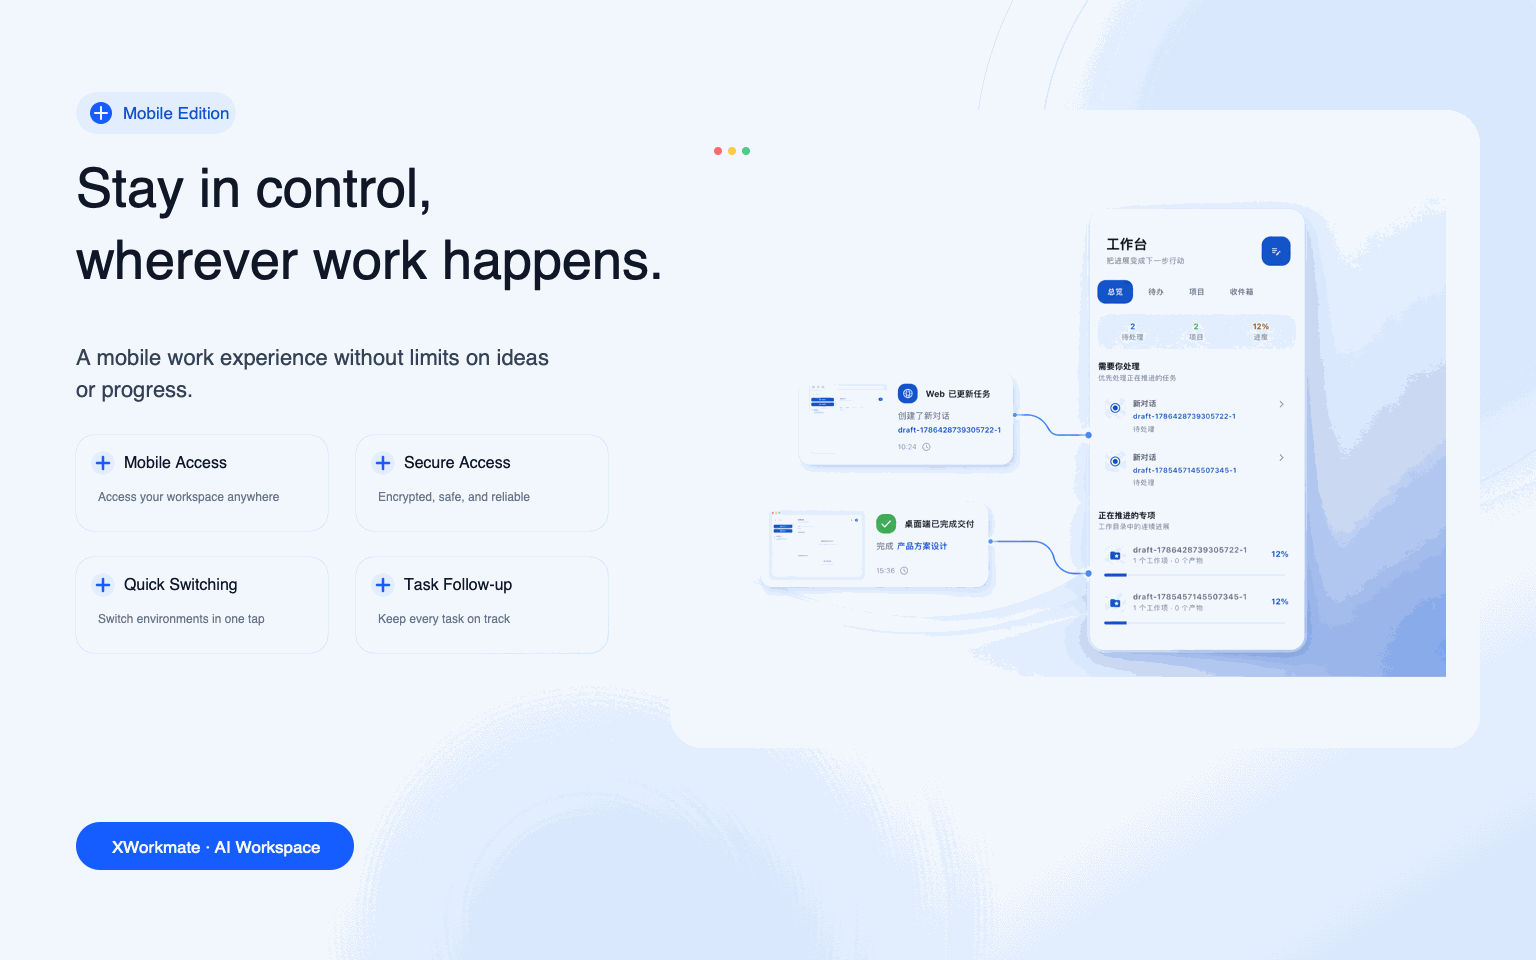 Mobile Edition
Stay in control,
wherever work happens.
A mobile work experience without limits on ideas
or progress.
Mobile Access
Access your workspace anywhere
Secure Access
Encrypted, safe, and reliable
Quick Switching
Switch environments in one tap
Task Follow-up
Keep every task on track
XWorkmate · AI Workspace
Web 已更新任务
创建了新对话
draft-1786428739305722-1
10:24
桌面端已完成交付
完成 产品方案设计
15:36
工作台
把进展变成下一步行动
总览 待办 项目 收件箱
2 2 12%
待处理 项目 进度
需要你处理
优先处理正在推进的任务
新对话
draft-1786428739305722-1
待处理
新对话
draft-1785457145507345-1
待处理
正在推进的专项
工作目录中的连续进展
draft-1786428739305722-1
1 个工作项 · 0 个产物
12%
draft-1785457145507345-1
1 个工作项 · 0 个产物
12%